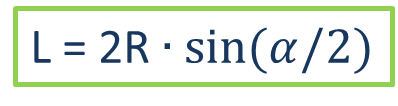 L = 2R · sin(α/2)